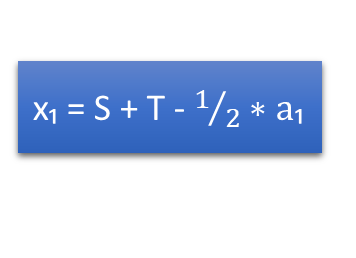 x₁ = S + T - ¹⁄₂ * a₁